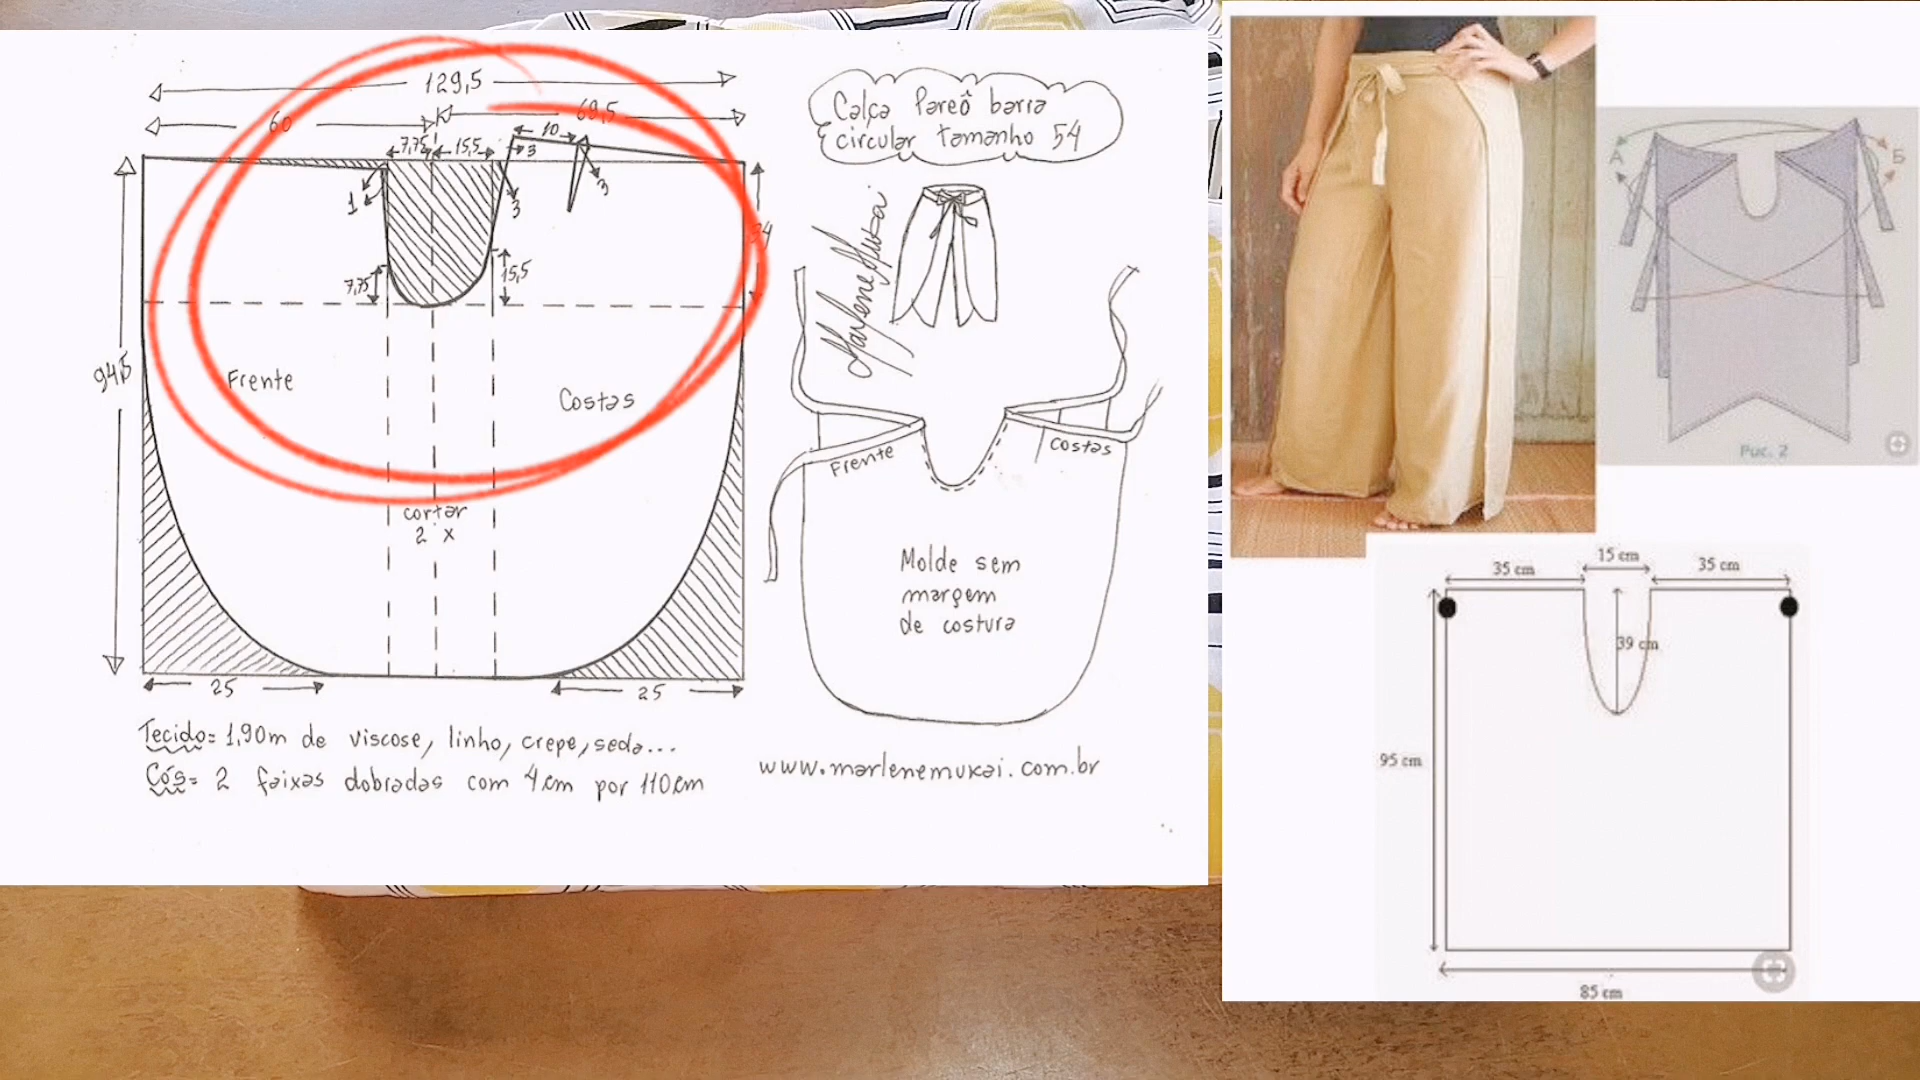 129,5
60
69,5
7,75
15,5
10
3
1
3
3
7,75
15,5
94,5
Frente
Costas
cortar
2 x
25
25
Tecido= 1,90m de viscose, linho, crepe, seda...
Cós= 2 faixas dobradas com 4cm por 110cm
Calça Pareô barra
circular tamanho 54
Marlene Mukai
Frente
Costas
Molde sem
margem
de costura
www.marlenemukai.com.br
А
Б
Рис. 2
35 cm
15 cm
35 cm
39 cm
95 cm
85 cm